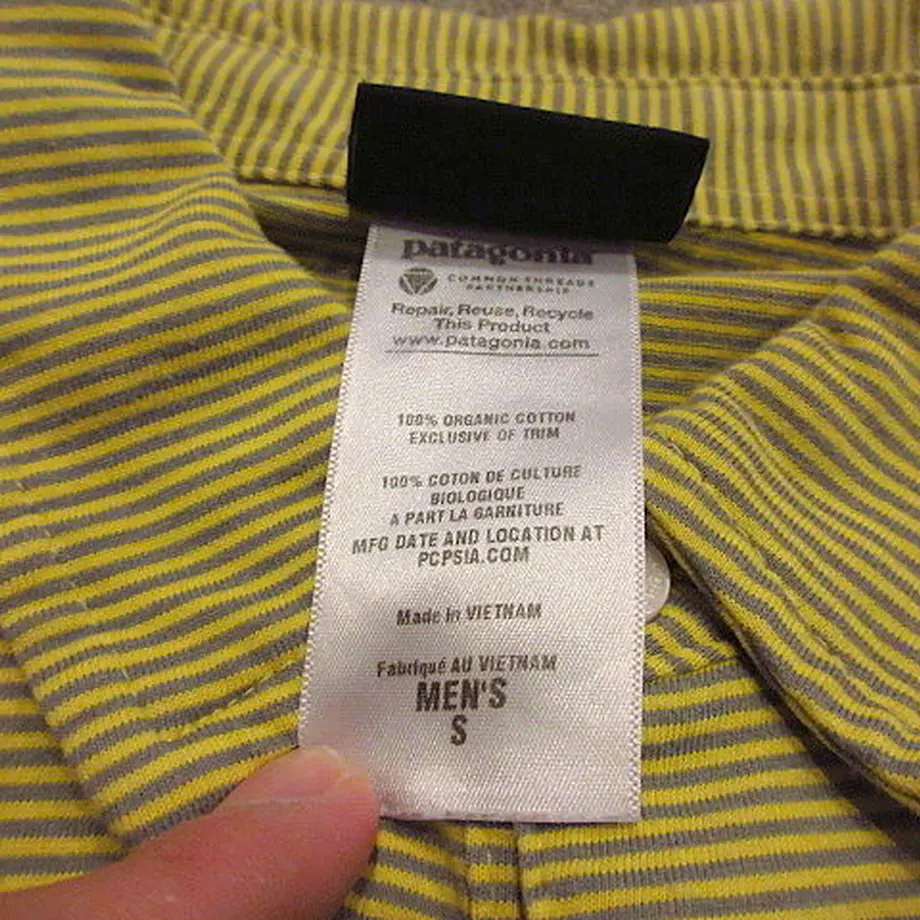 patagonia
COMMON THREADS
PARTNERSHIP
Repair, Reuse, Recycle
This Product
www.patagonia.com
100% ORGANIC COTTON
EXCLUSIVE OF TRIM
100% COTON DE CULTURE
BIOLOGIQUE
A PART LA GARNITURE
MFG DATE AND LOCATION AT
PCPSIA.COM
Made in VIETNAM
Fabriqué AU VIETNAM
MEN'S
S